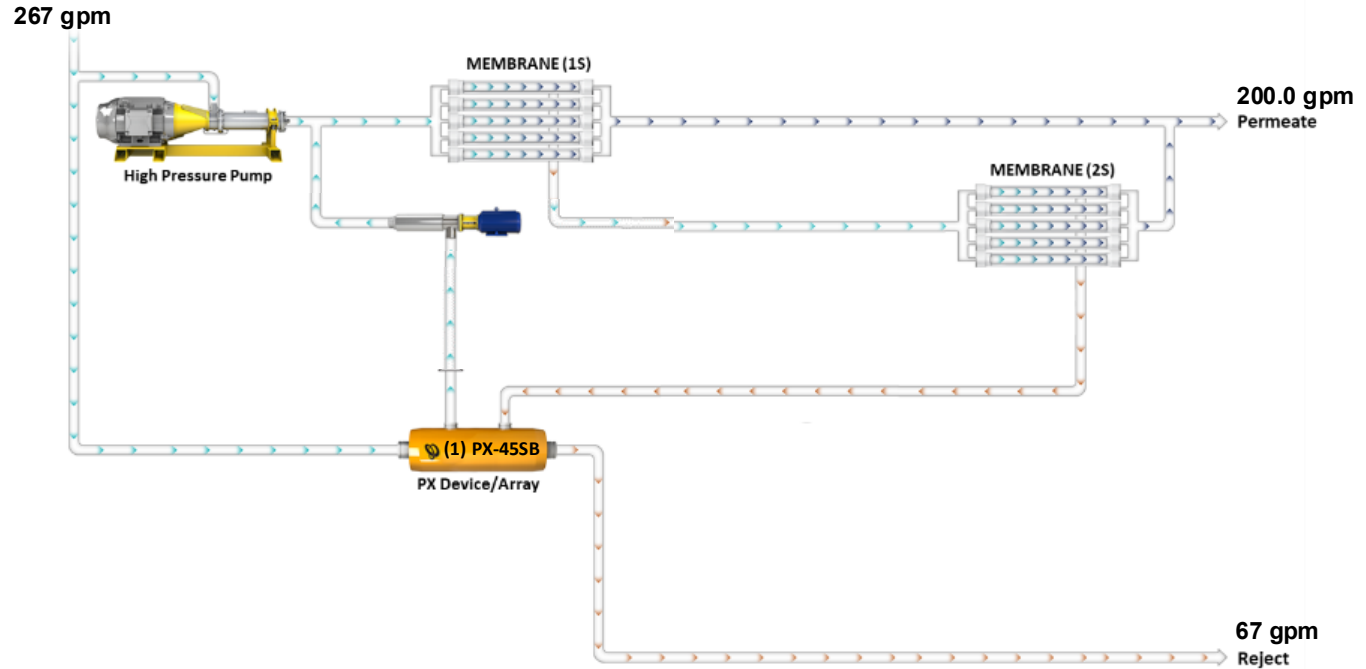 267 gpm
MEMBRANE (1S)
200.0 gpm
Permeate
High Pressure Pump
MEMBRANE (2S)
(1) PX-45SB
PX Device/Array
67 gpm
Reject